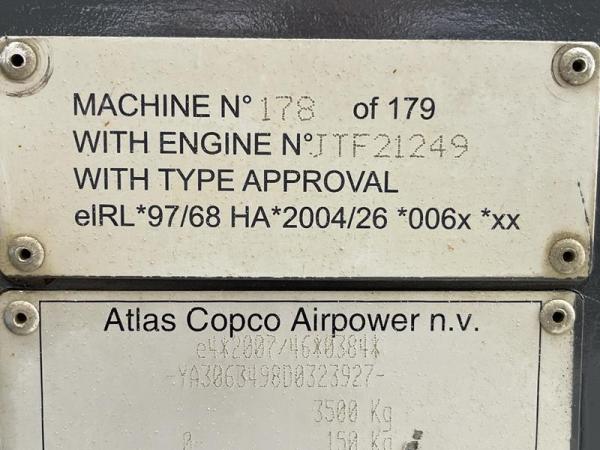 MACHINE N° 178 of 179
WITH ENGINE N° JTF21249
WITH TYPE APPROVAL
eIRL*97/68 HA*2004/26 *006x *xx
Atlas Copco Airpower n.v.
e4*2007/46*0384*
-YA3063498D0323927-
3500 Kg
0- 150 Kg